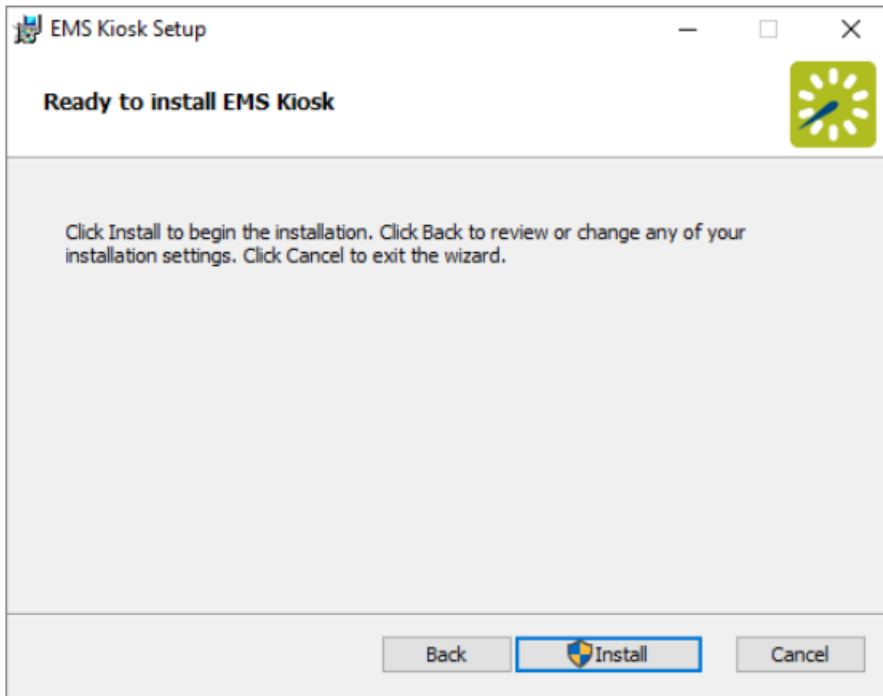 EMS Kiosk Setup
Ready to install EMS Kiosk
Click Install to begin the installation. Click Back to review or change any of your
installation settings. Click Cancel to exit the wizard.
Back Install Cancel